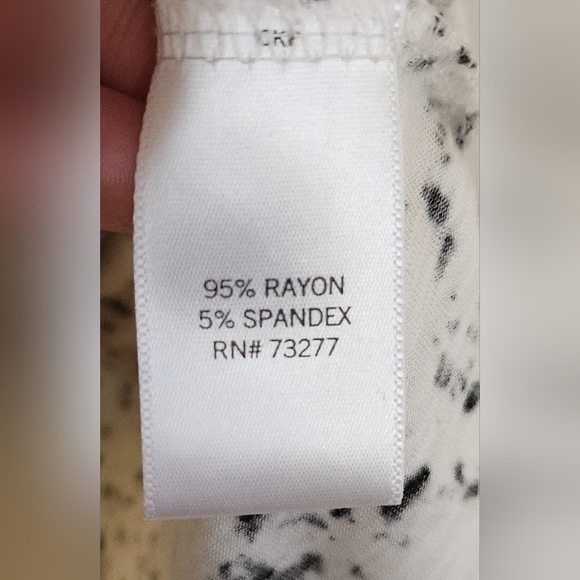 95% RAYON
5% SPANDEX
RN# 73277